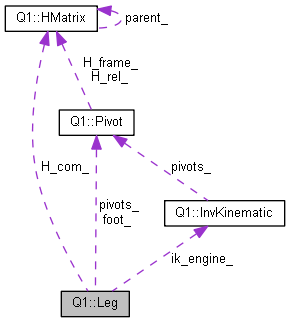 Q1::HMatrix
parent_
H_frame_
H_rel_
Q1::Pivot
H_com_
pivots_
pivots_
foot_
Q1::InvKinematic
ik_engine_
Q1::Leg